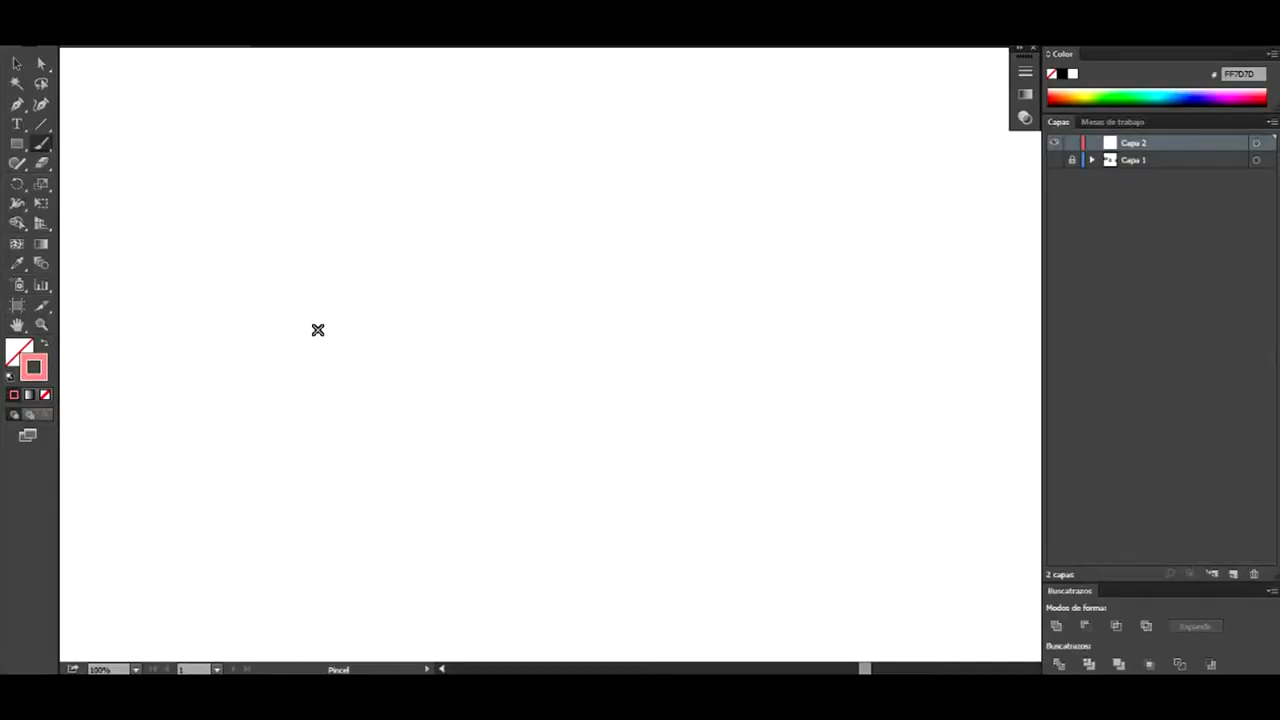 Color
# FF7D7D
Capas Mesas de trabajo
Capa 2
Capa 1
2 capas
Buscatrazos
Modos de forma:
Expandir
Buscatrazos:
100% 1 Pincel